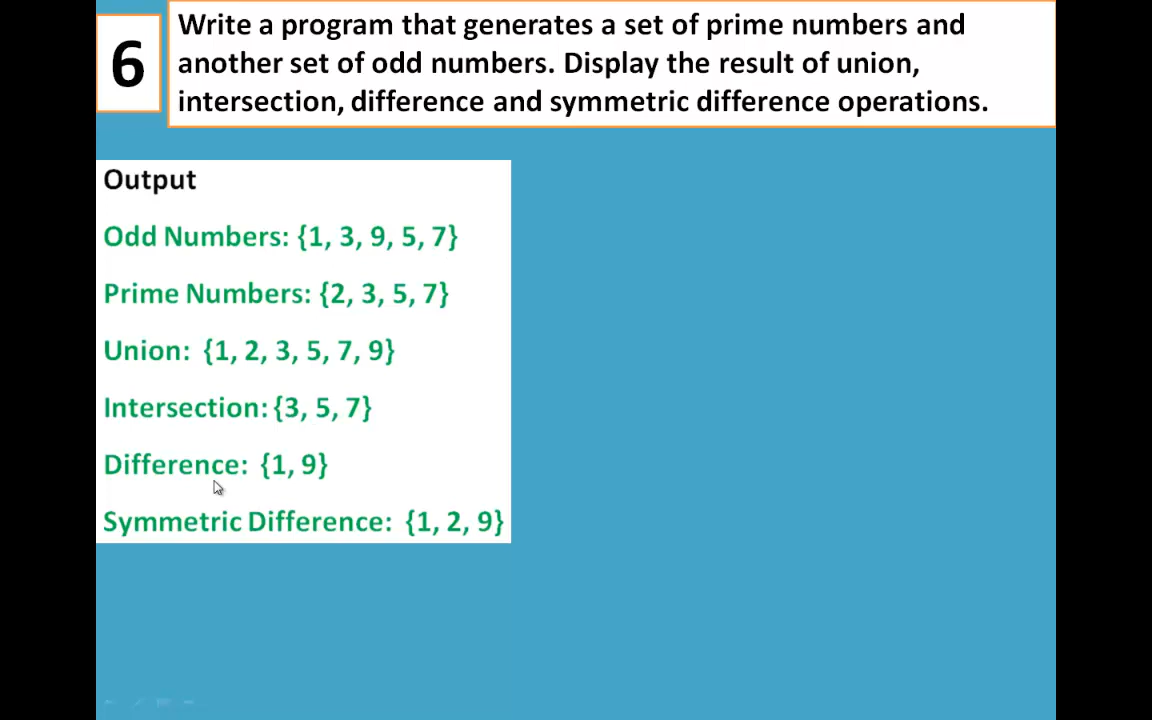 6
Write a program that generates a set of prime numbers and
another set of odd numbers. Display the result of union,
intersection, difference and symmetric difference operations.
Output
Odd Numbers: {1, 3, 9, 5, 7}
Prime Numbers: {2, 3, 5, 7}
Union: {1, 2, 3, 5, 7, 9}
Intersection: {3, 5, 7}
Difference: {1, 9}
Symmetric Difference: {1, 2, 9}